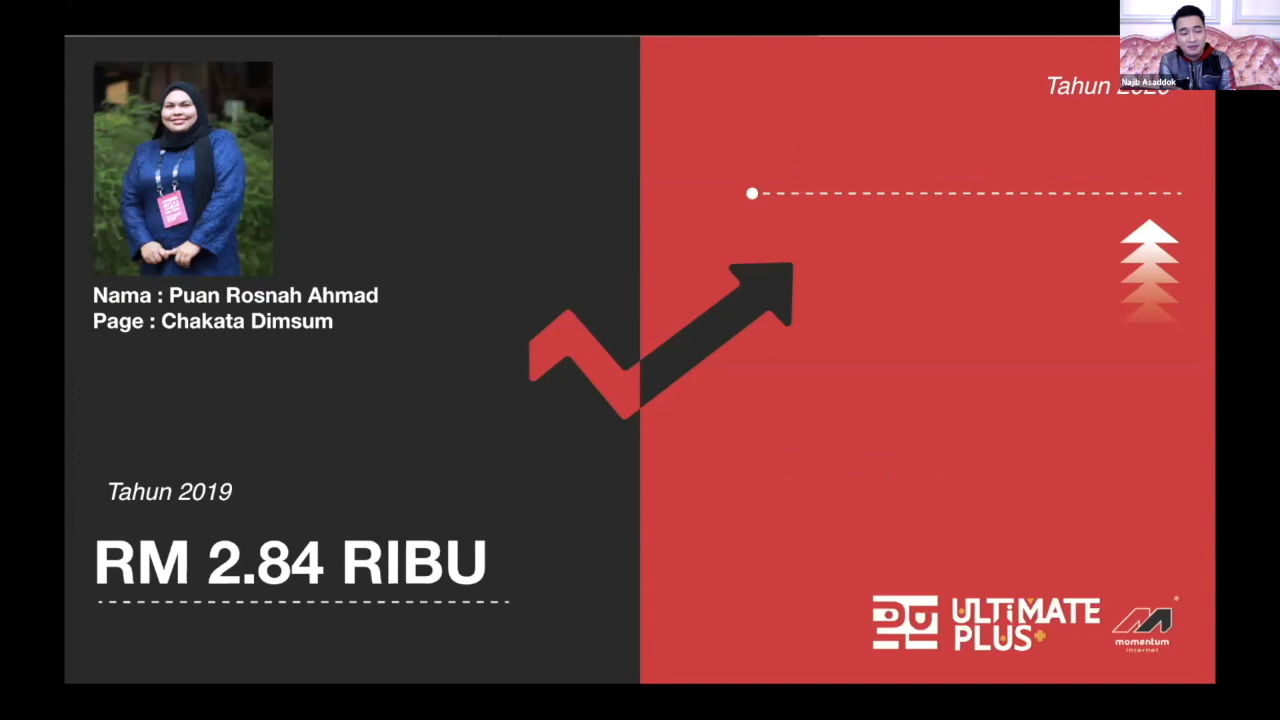 Najib Asaddok
Tahun
Nama : Puan Rosnah Ahmad
Page : Chakata Dimsum
Tahun 2019
RM 2.84 RIBU
ULTiMATE
PLUS+
momentum
internet